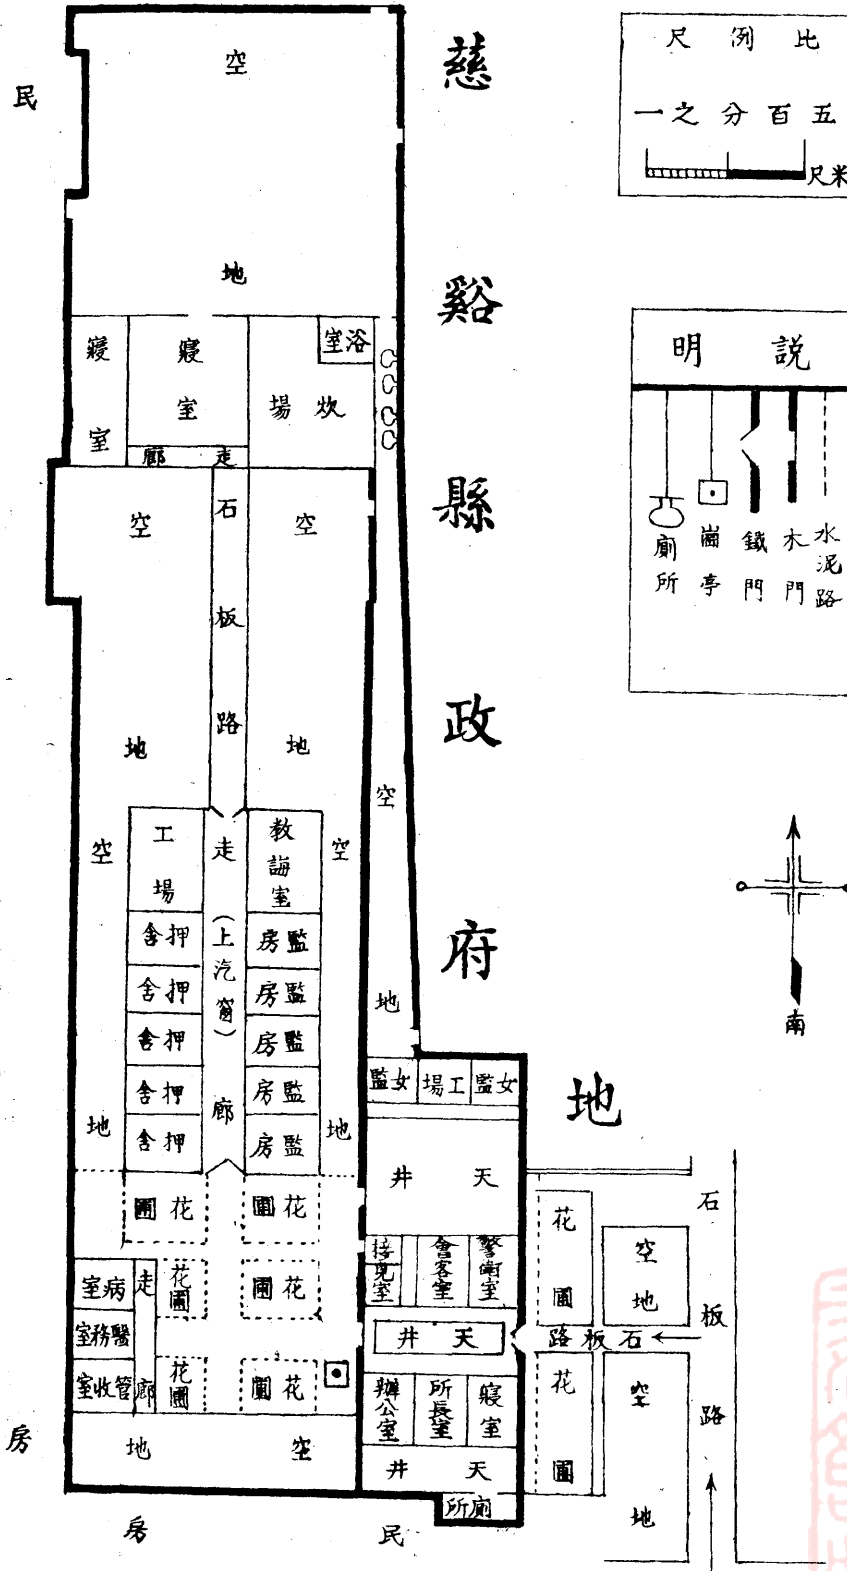 慈谿縣政府地
比例尺
五百分之一
米尺
說明
水泥路
木門
鐵門
崗亭
廁所
南
民房
民房
空地
寢室
寢室
走廊
炊場
浴室
石板路
空地
空地
空地
空地
空地
工場
教誨室
走(上汽窗)廊
押舍
押舍
押舍
押舍
押舍
監房
監房
監房
監房
監房
女監
工場
女監
天井
花圃
花圃
花圃
花圃
花圃
花圃
病室
醫務室
管收室
走廊
空地
接見室
會客室
警衛室
天井
辦公室
所長室
寢室
天井
廁所
花圃
花圃
石板路
空地
空地
石板路